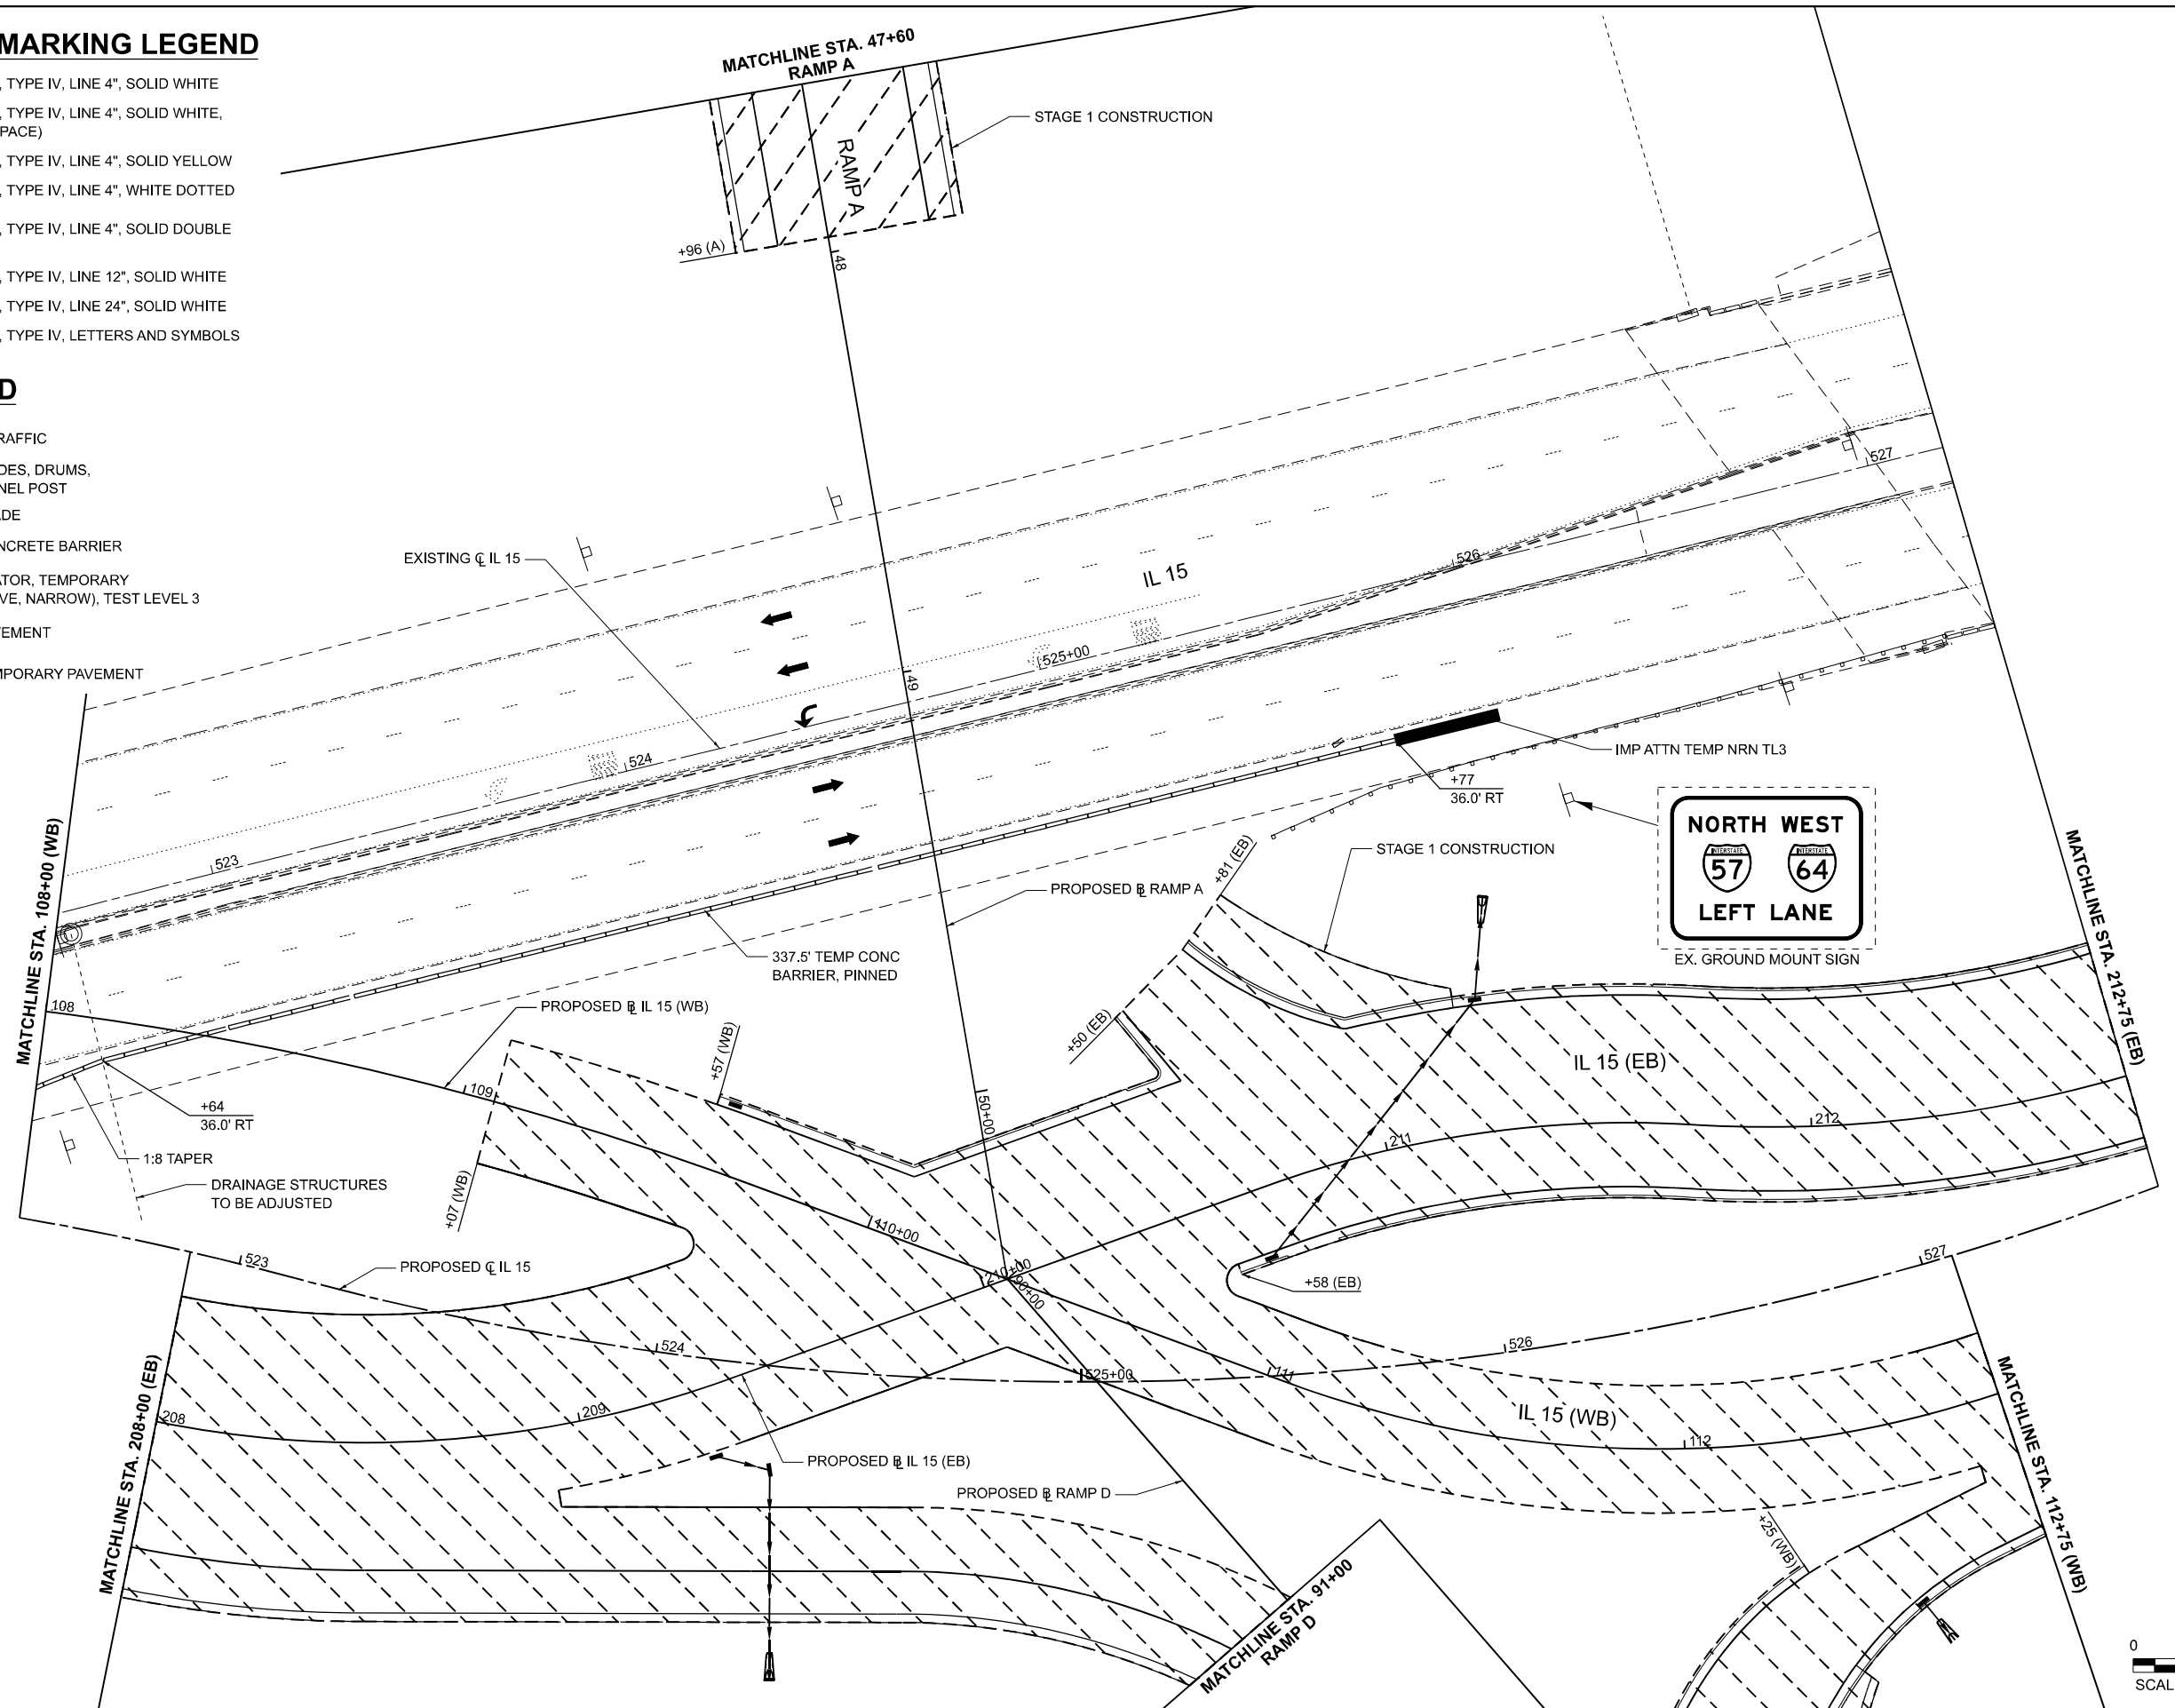 MARKING LEGEND
, TYPE IV, LINE 4", SOLID WHITE
, TYPE IV, LINE 4", SOLID WHITE,
PACE)
, TYPE IV, LINE 4", SOLID YELLOW
, TYPE IV, LINE 4", WHITE DOTTED
, TYPE IV, LINE 4", SOLID DOUBLE
, TYPE IV, LINE 12", SOLID WHITE
, TYPE IV, LINE 24", SOLID WHITE
, TYPE IV, LETTERS AND SYMBOLS
D
RAFFIC
OES, DRUMS,
NEL POST
ADE
NCRETE BARRIER
ATOR, TEMPORARY
VE, NARROW), TEST LEVEL 3
VEMENT
MPORARY PAVEMENT
MATCHLINE STA. 47+60
RAMP A
RAMP A
STAGE 1 CONSTRUCTION
+96 (A)
48
EXISTING ℄ IL 15
IL 15
527
526
525+00
49
524
523
IMP ATTN TEMP NRN TL3
+77
36.0' RT
NORTH WEST
INTERSTATE
57
INTERSTATE
64
LEFT LANE
EX. GROUND MOUNT SIGN
MATCHLINE STA. 108+00 (WB)
MATCHLINE STA. 212+75 (EB)
STAGE 1 CONSTRUCTION
+81 (EB)
PROPOSED ⅊ RAMP A
337.5' TEMP CONC
BARRIER, PINNED
108
PROPOSED ⅊ IL 15 (WB)
+57 (WB)
+50 (EB)
IL 15 (EB)
109
50+00
212
211
+64
36.0' RT
1:8 TAPER
DRAINAGE STRUCTURES
TO BE ADJUSTED
+07 (WB)
110+00
523
PROPOSED ℄ IL 15
210+00
90+00
+58 (EB)
527
524
526
525+00
111
MATCHLINE STA. 208+00 (EB)
208
209
IL 15 (WB)
112
MATCHLINE STA. 112+75 (WB)
PROPOSED ⅊ IL 15 (EB)
PROPOSED ⅊ RAMP D
+25 (WB)
MATCHLINE STA. 91+00
RAMP D
0
SCAL